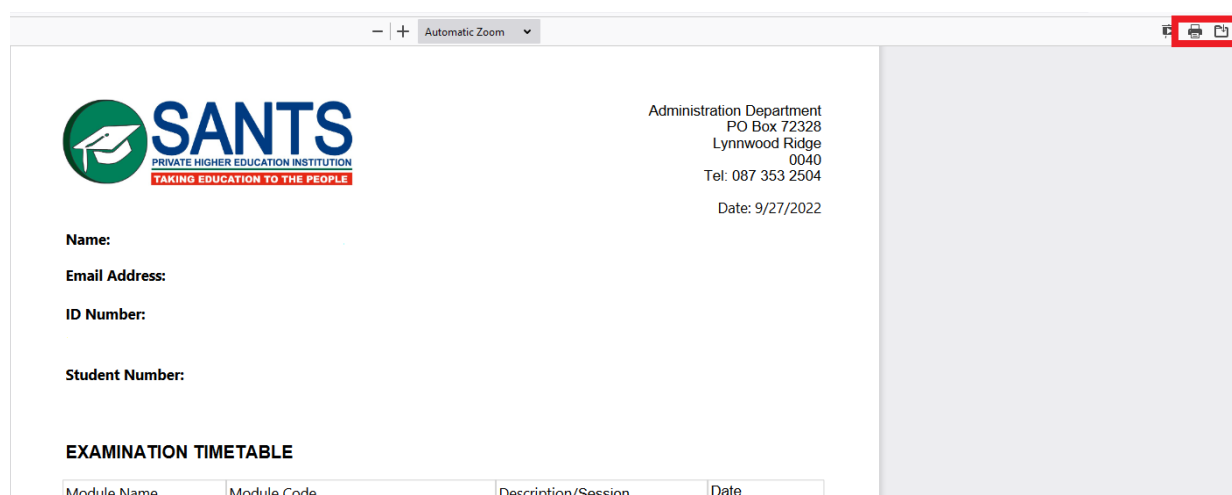 Automatic Zoom
SANTS
PRIVATE HIGHER EDUCATION INSTITUTION
TAKING EDUCATION TO THE PEOPLE
Administration Department
PO Box 72328
Lynnwood Ridge
0040
Tel: 087 353 2504
Date: 9/27/2022
Name:
Email Address:
ID Number:
Student Number:
EXAMINATION TIMETABLE
Module Name Module Code Description/Session Date